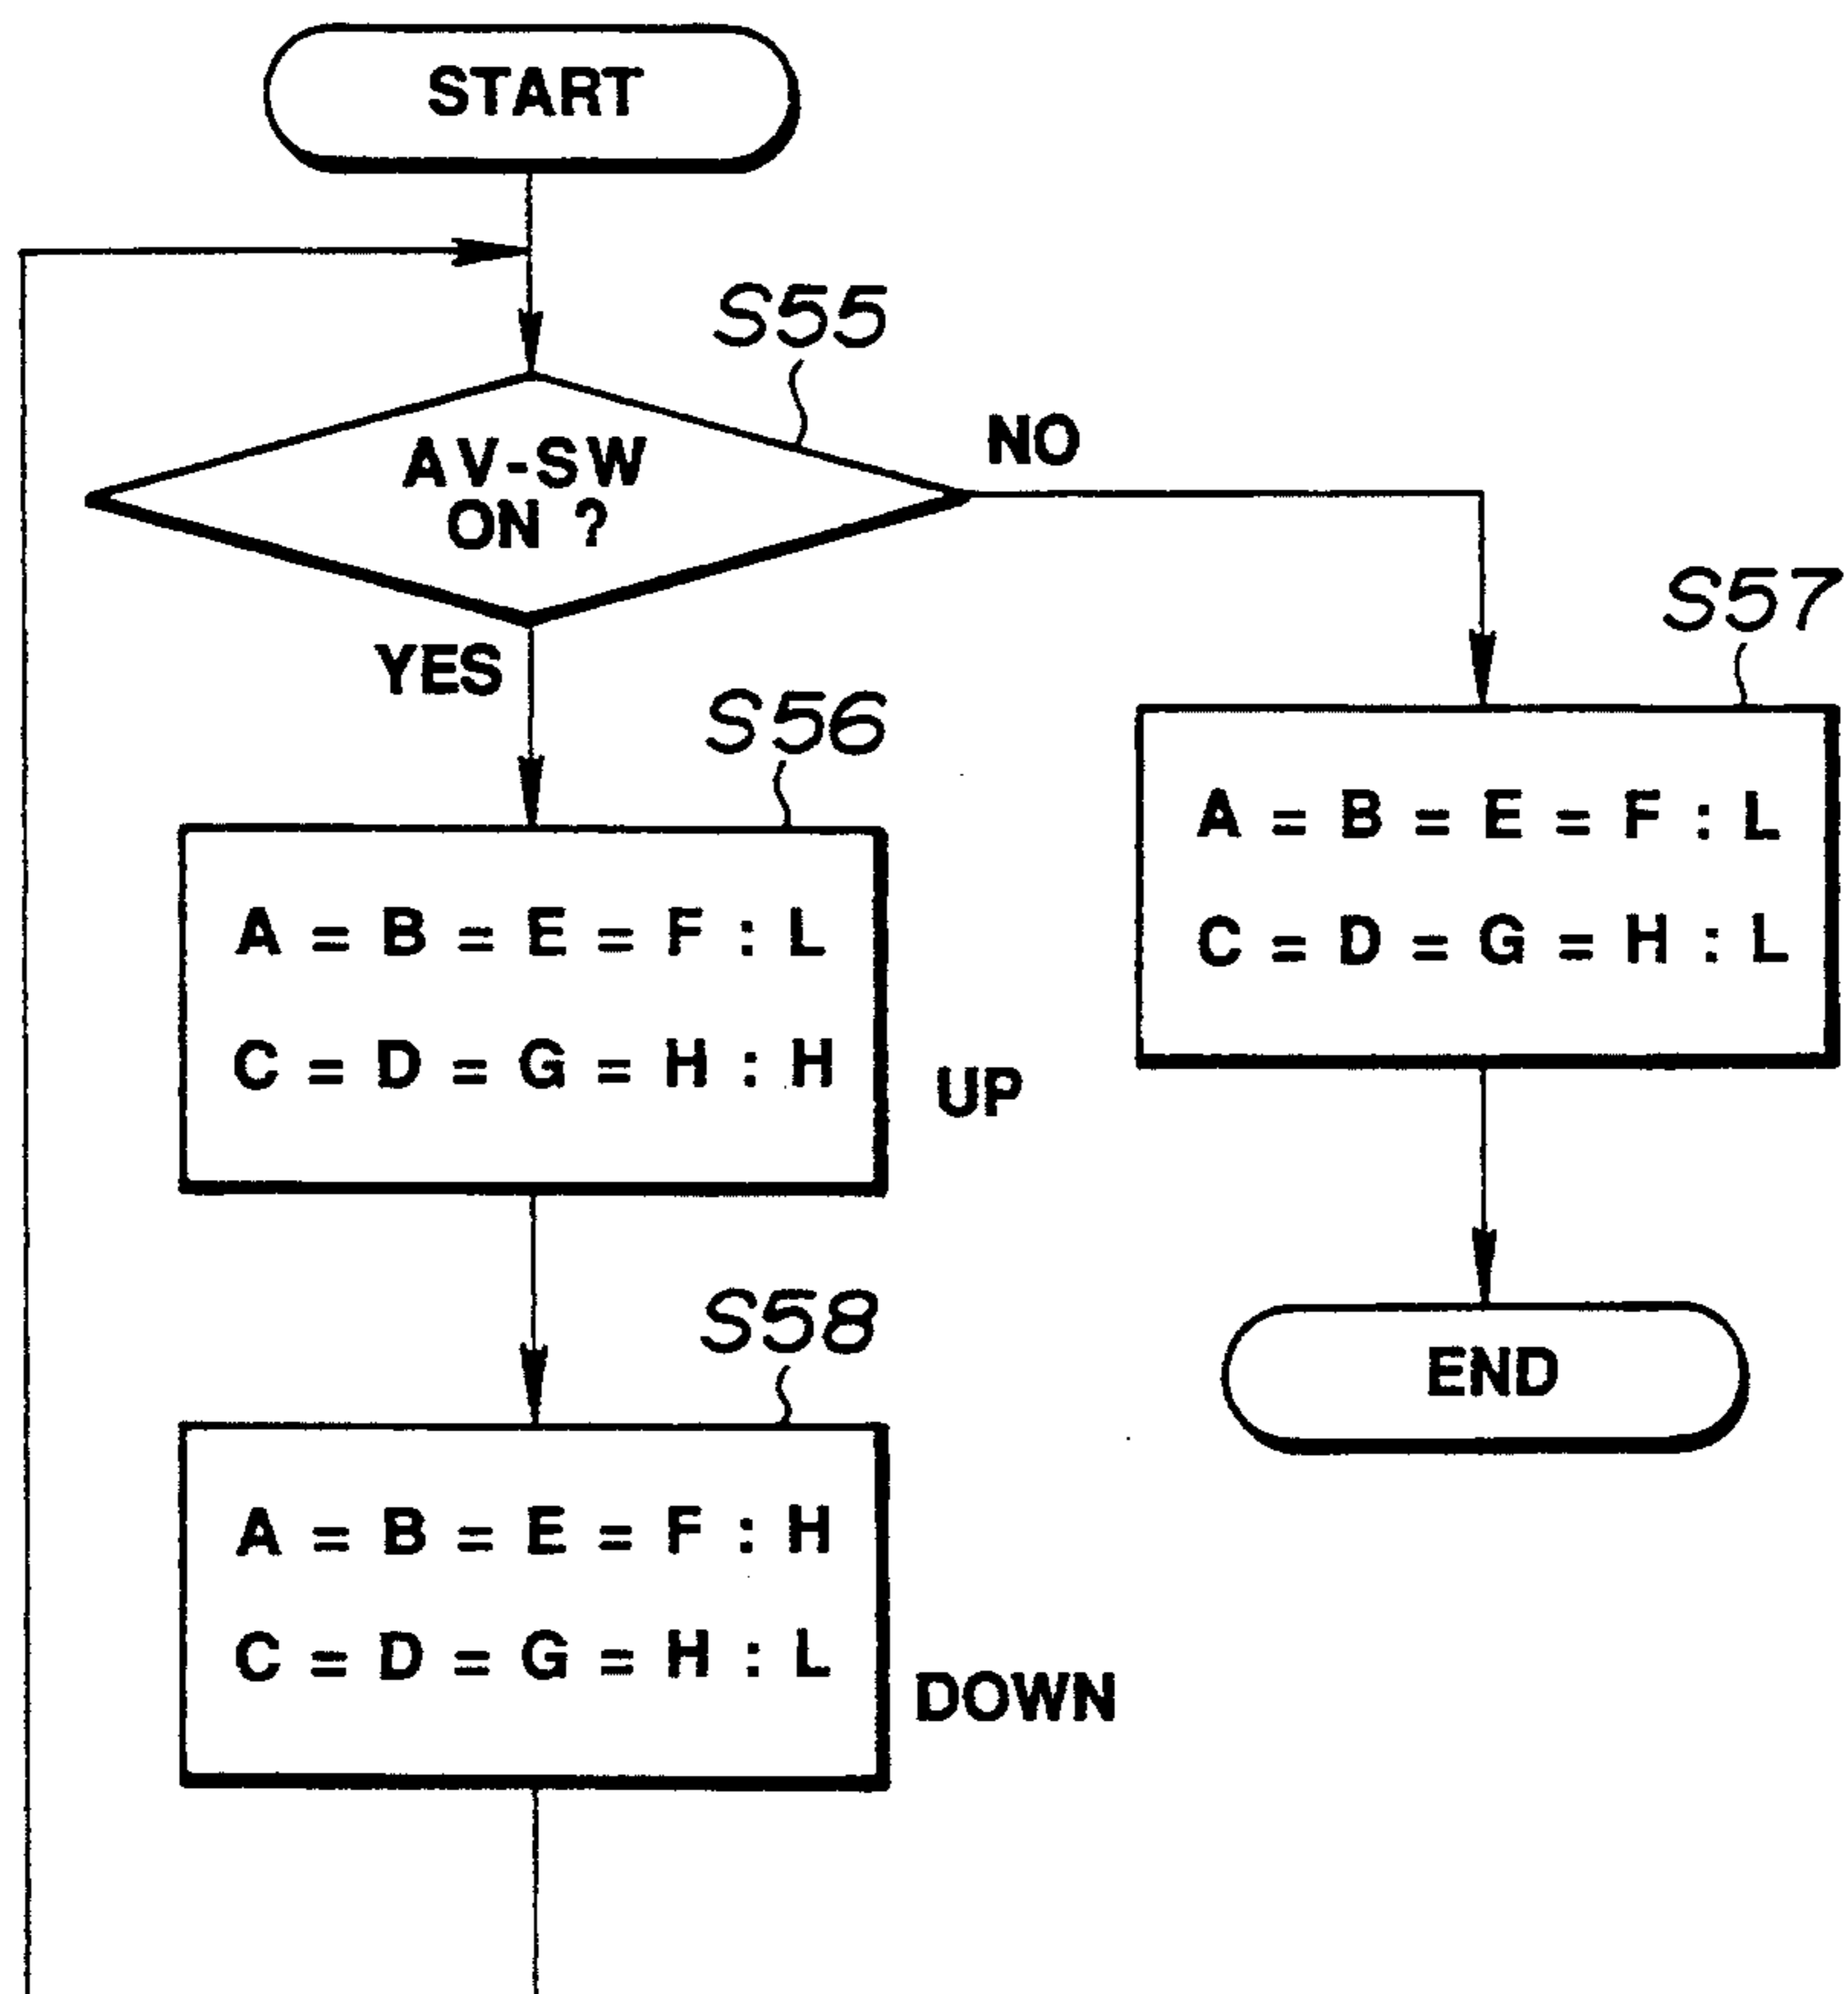 START
S55
AV-SW
ON ?
NO
YES
S57
S56
A = B = E = F : L
C = D = G = H : L
A = B = E = F : L
C = D = G = H : H
UP
S58
END
A = B = E = F : H
C = D = G = H : L
DOWN